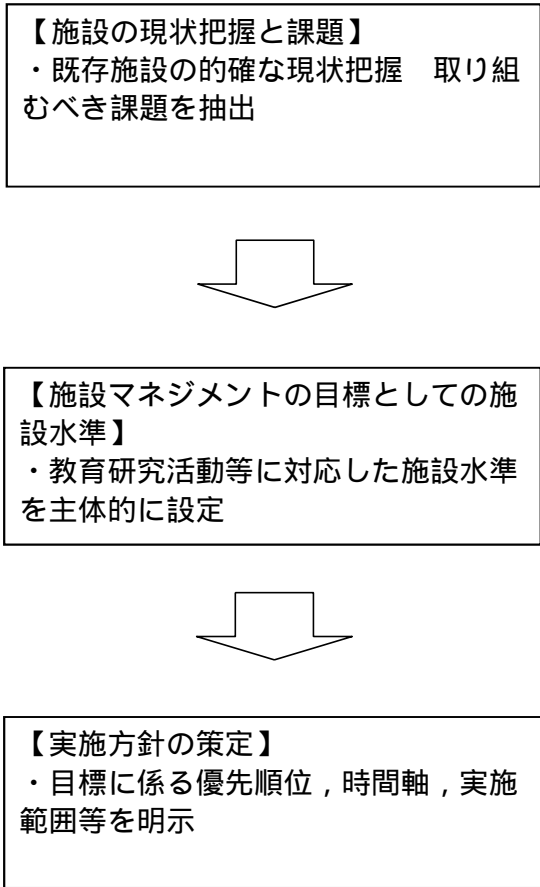 【施設の現状把握と課題】
・既存施設の的確な現状把握　取り組
むべき課題を抽出
【施設マネジメントの目標としての施
設水準】
・教育研究活動等に対応した施設水準
を主体的に設定
【実施方針の策定】
・目標に係る優先順位，時間軸，実施
範囲等を明示